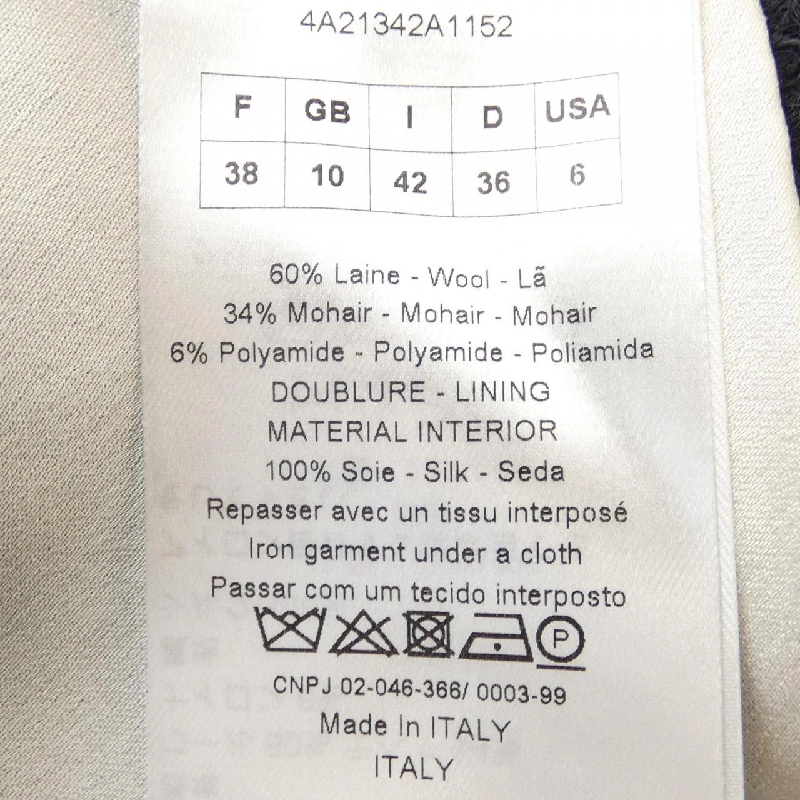 4A21342A1152
F GB I D USA
38 10 42 36 6
60% Laine - Wool - Lã
34% Mohair - Mohair - Mohair
6% Polyamide - Polyamide - Poliamida
DOUBLURE - LINING
MATERIAL INTERIOR
100% Soie - Silk - Seda
Repasser avec un tissu interposé
Iron garment under a cloth
Passar com um tecido interposto
P
CNPJ 02-046-366/ 0003-99
Made In ITALY
ITALY